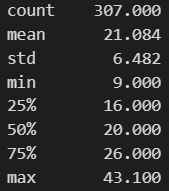 count 307.000
mean 21.084
std 6.482
min 9.000
25% 16.000
50% 20.000
75% 26.000
max 43.100